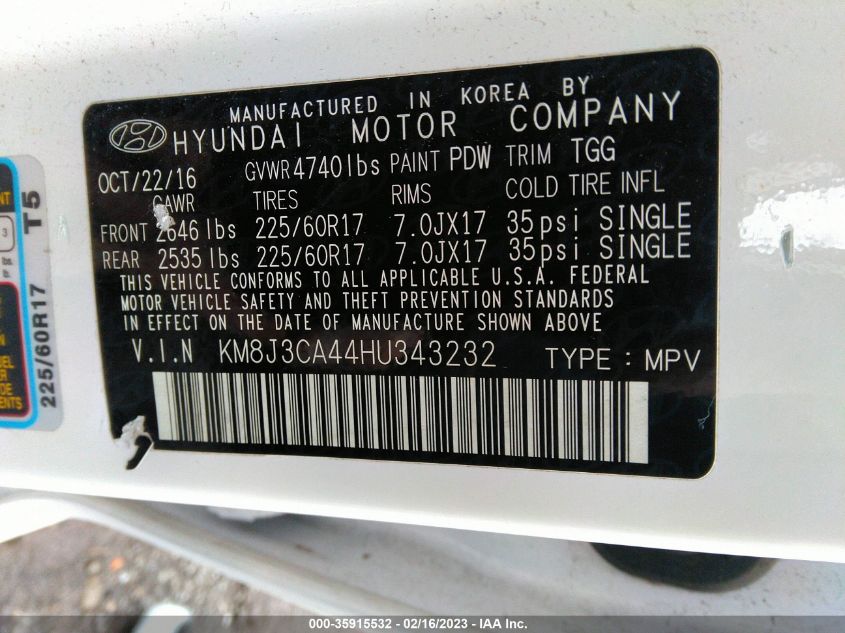 MANUFACTURED IN KOREA BY
HYUNDAI MOTOR COMPANY
OCT/22/16 GVWR 4740lbs PAINT PDW TRIM TGG
GAWR TIRES RIMS COLD TIRE INFL
FRONT 2646 lbs 225/60R17 7.0JX17 35psi SINGLE
REAR 2535 lbs 225/60R17 7.0JX17 35psi SINGLE
THIS VEHICLE CONFORMS TO ALL APPLICABLE U.S.A. FEDERAL
MOTOR VEHICLE SAFETY AND THEFT PREVENTION STANDARDS
IN EFFECT ON THE DATE OF MANUFACTURE SHOWN ABOVE
V.I.N KM8J3CA44HU343232 TYPE : MPV
225/60R17 T5
3
lbs.
lb.
000-35915532 - 02/16/2023 - IAA Inc.